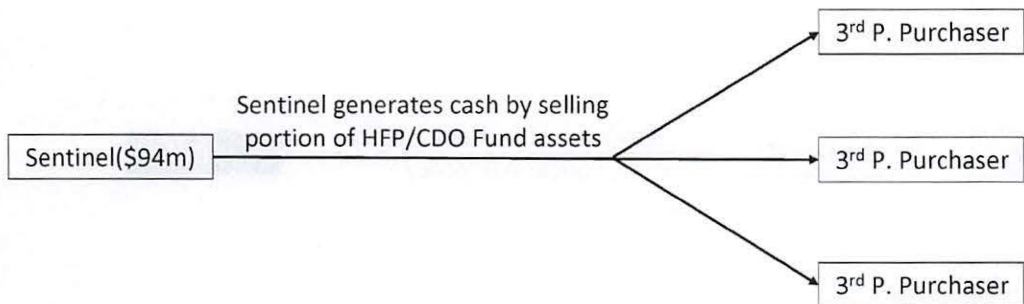 3rd P. Purchaser
Sentinel generates cash by selling
portion of HFP/CDO Fund assets
Sentinel($94m)
3rd P. Purchaser
3rd P. Purchaser